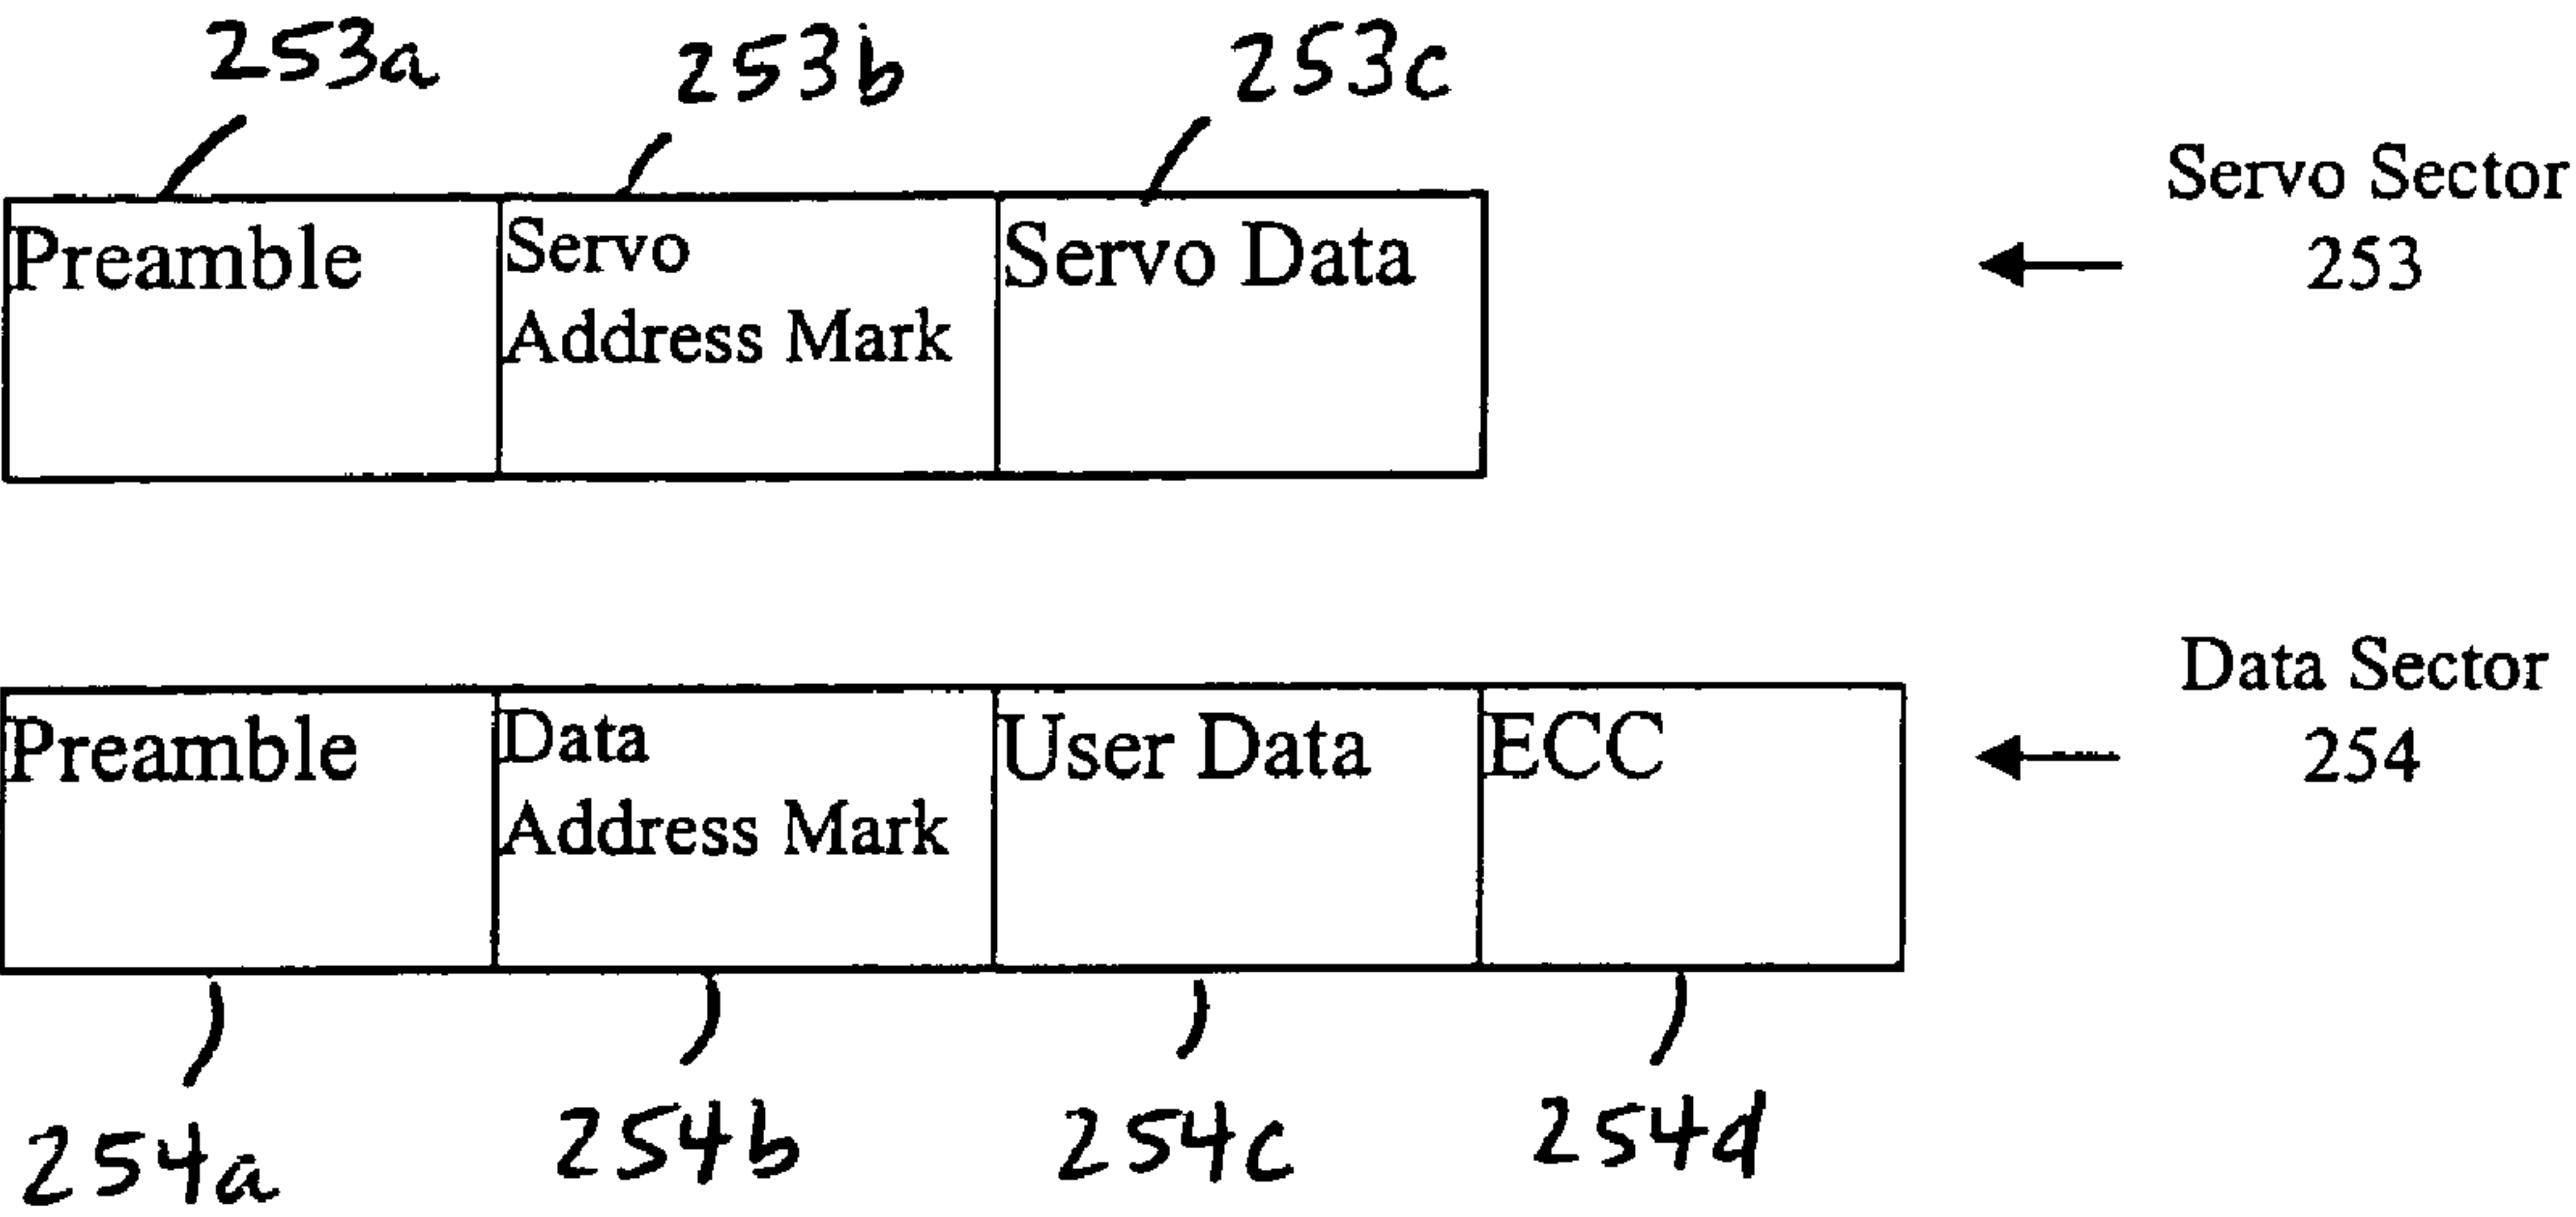 253a 253b 253c
Servo Sector
253
Preamble
Servo
Address Mark
Servo Data
Data Sector
254
Preamble
Data
Address Mark
User Data
ECC
254a 254b 254c 254d